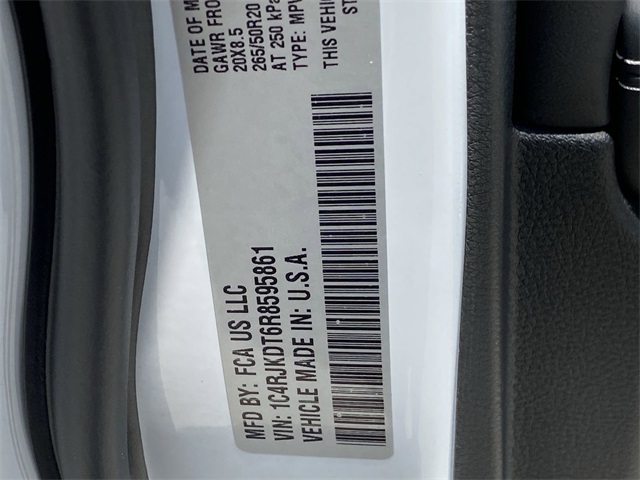 MFD BY: FCA US LLC
DATE OF M
GAWR FRO
20X8.5
265/50R20
AT 250 kPa
VIN: 1C4RJKDT6R8595861
TYPE: MPV
VEHICLE MADE IN: U.S.A.
THIS VEHIC
ST